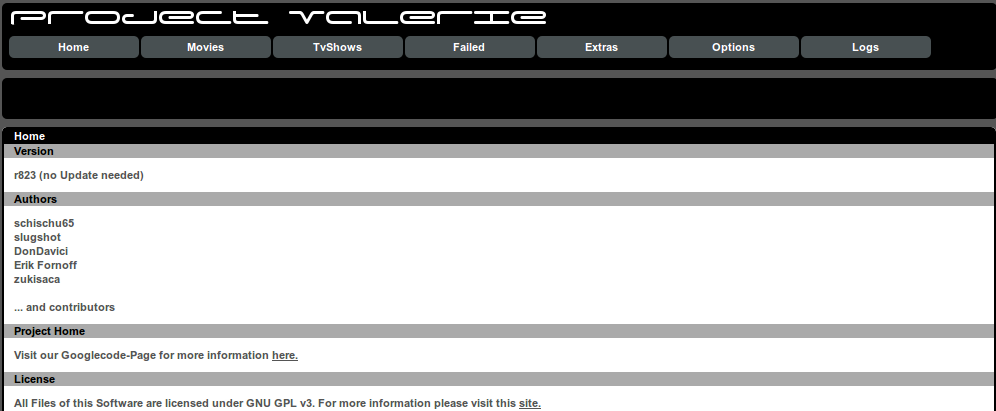 PROJECT VALERIE
Home Movies TvShows Failed Extras Options Logs
Home
Version
r823 (no Update needed)
Authors
schischu65
slugshot
DonDavici
Erik Fornoff
zukisaca
... and contributors
Project Home
Visit our Googlecode-Page for more information here.
License
All Files of this Software are licensed under GNU GPL v3. For more information please visit this site.